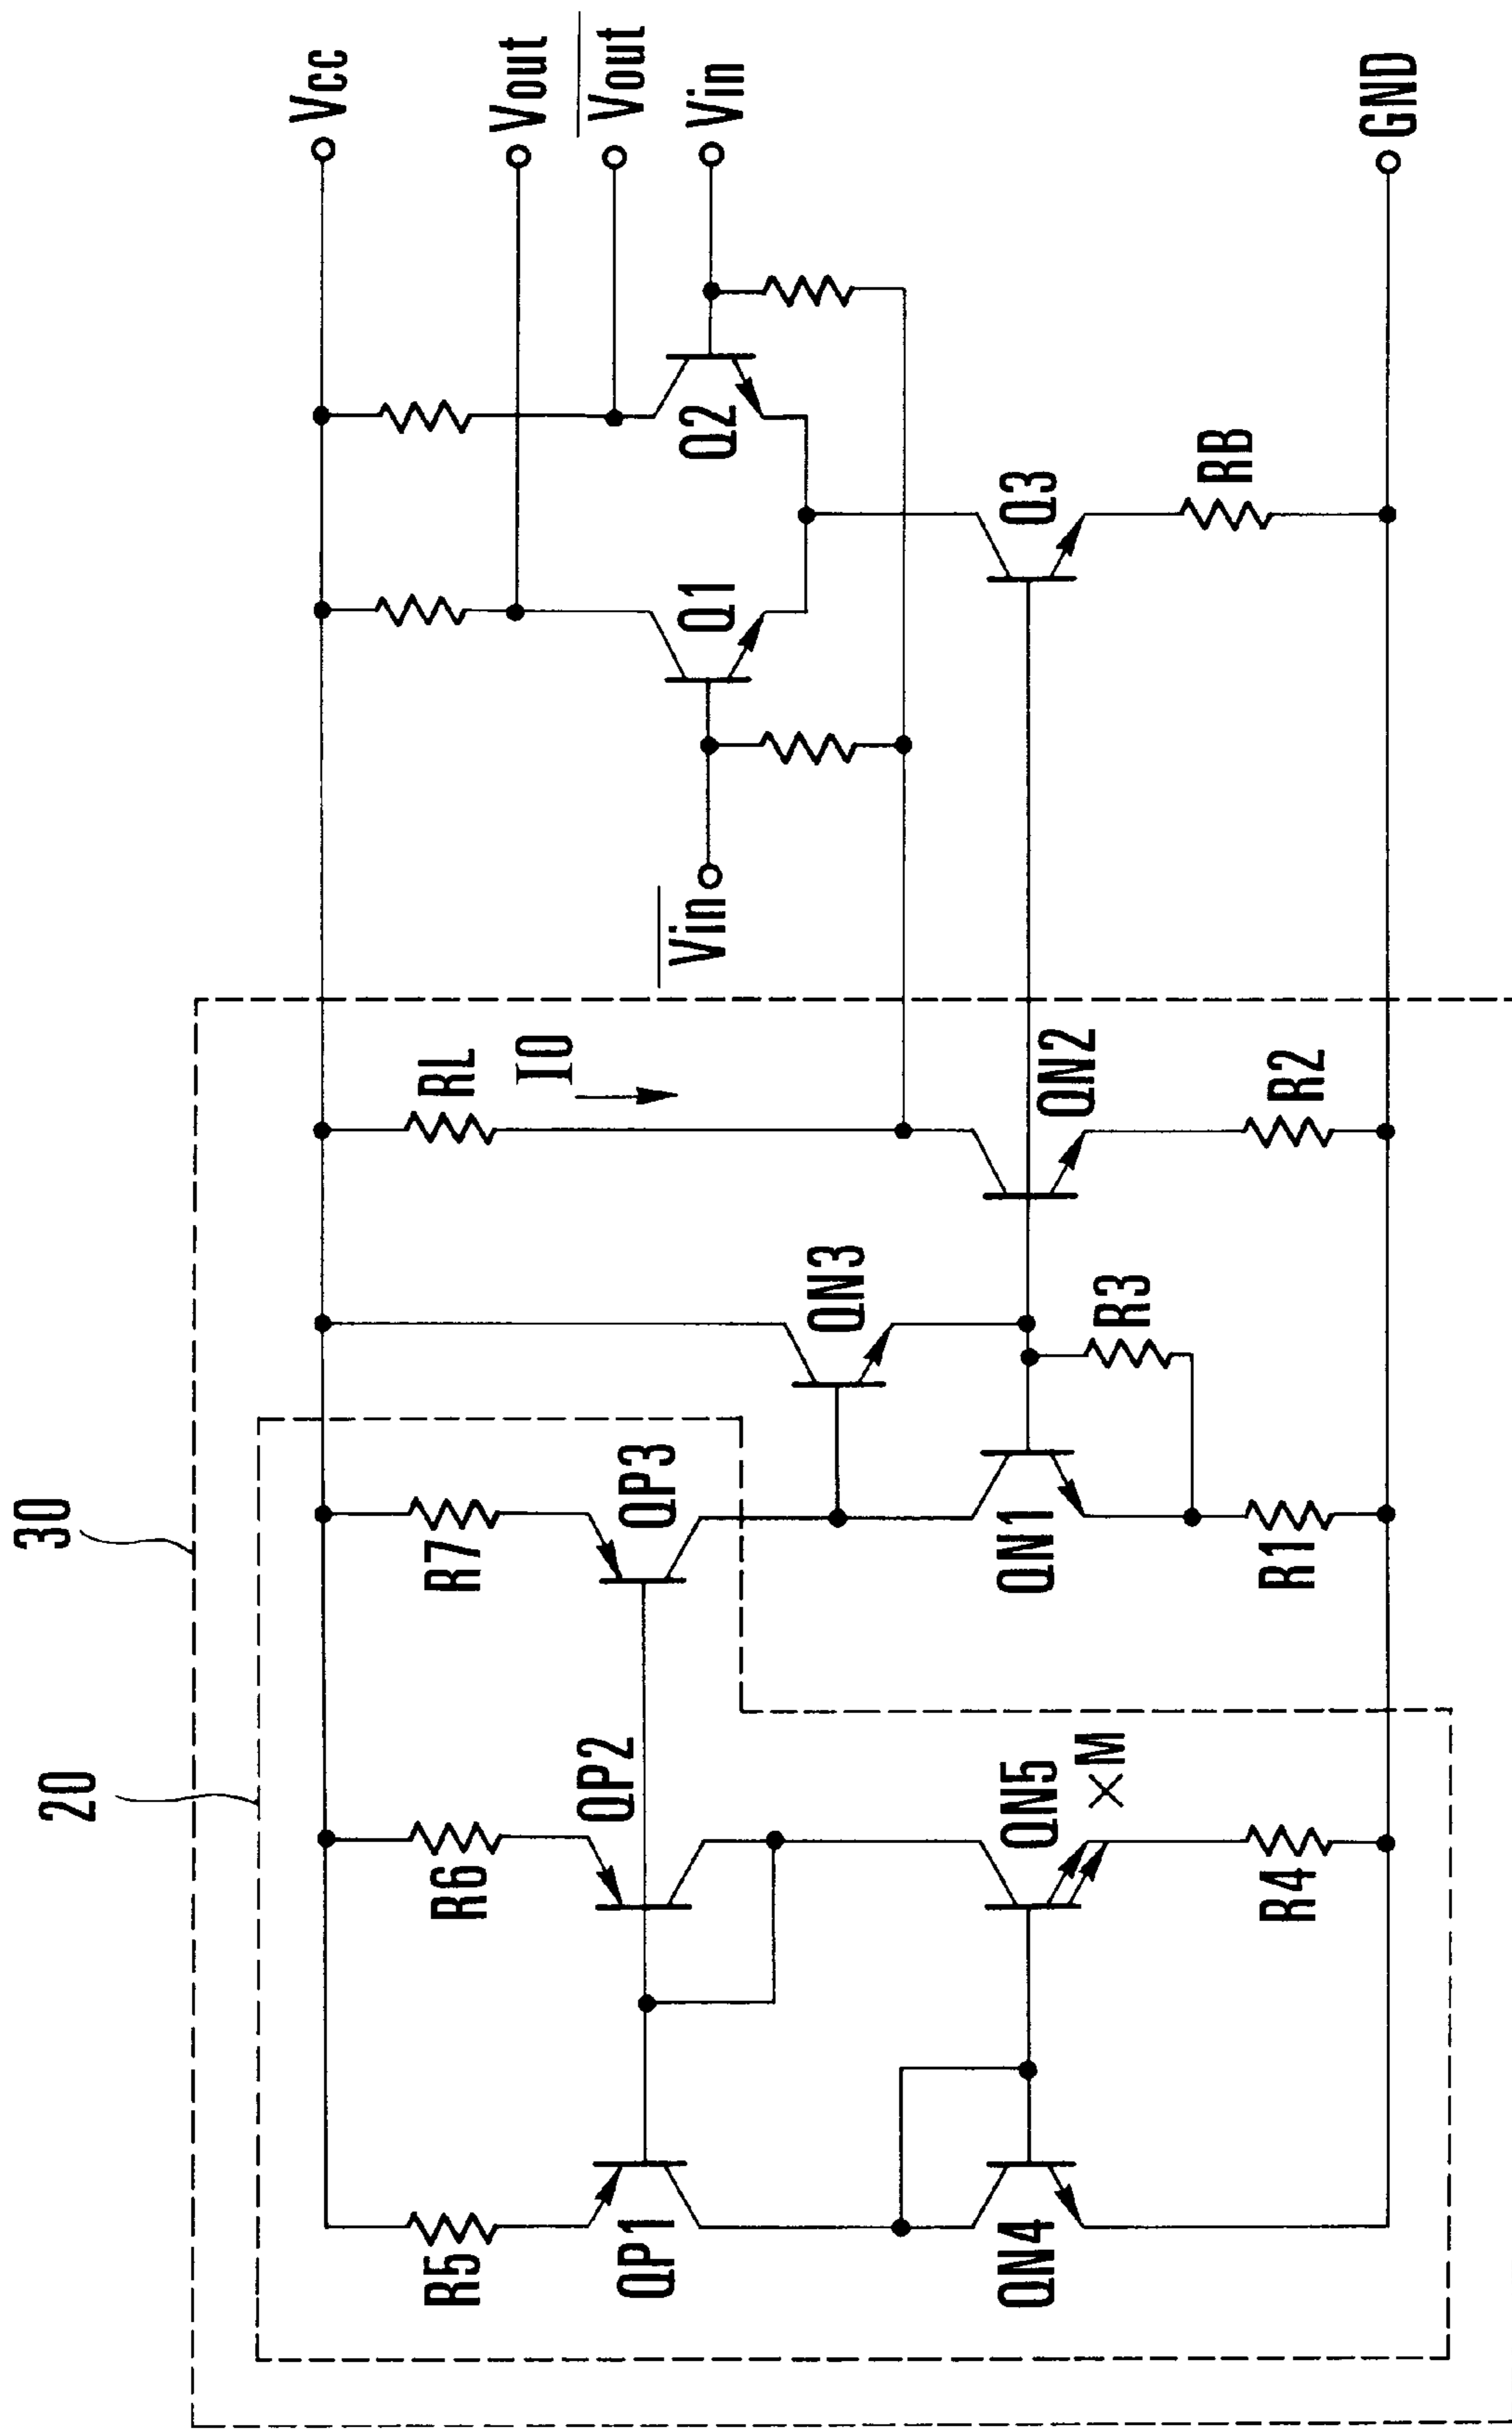 30
20
Vcc
Vout
Vout
Vin
Vin
GND
R5
R6
R7
RL
I0
QP1
QP2
QP3
QN3
Q1
Q2
QN4
QN5
×M
QN1
R3
QN2
Q3
R4
R1
R2
RB